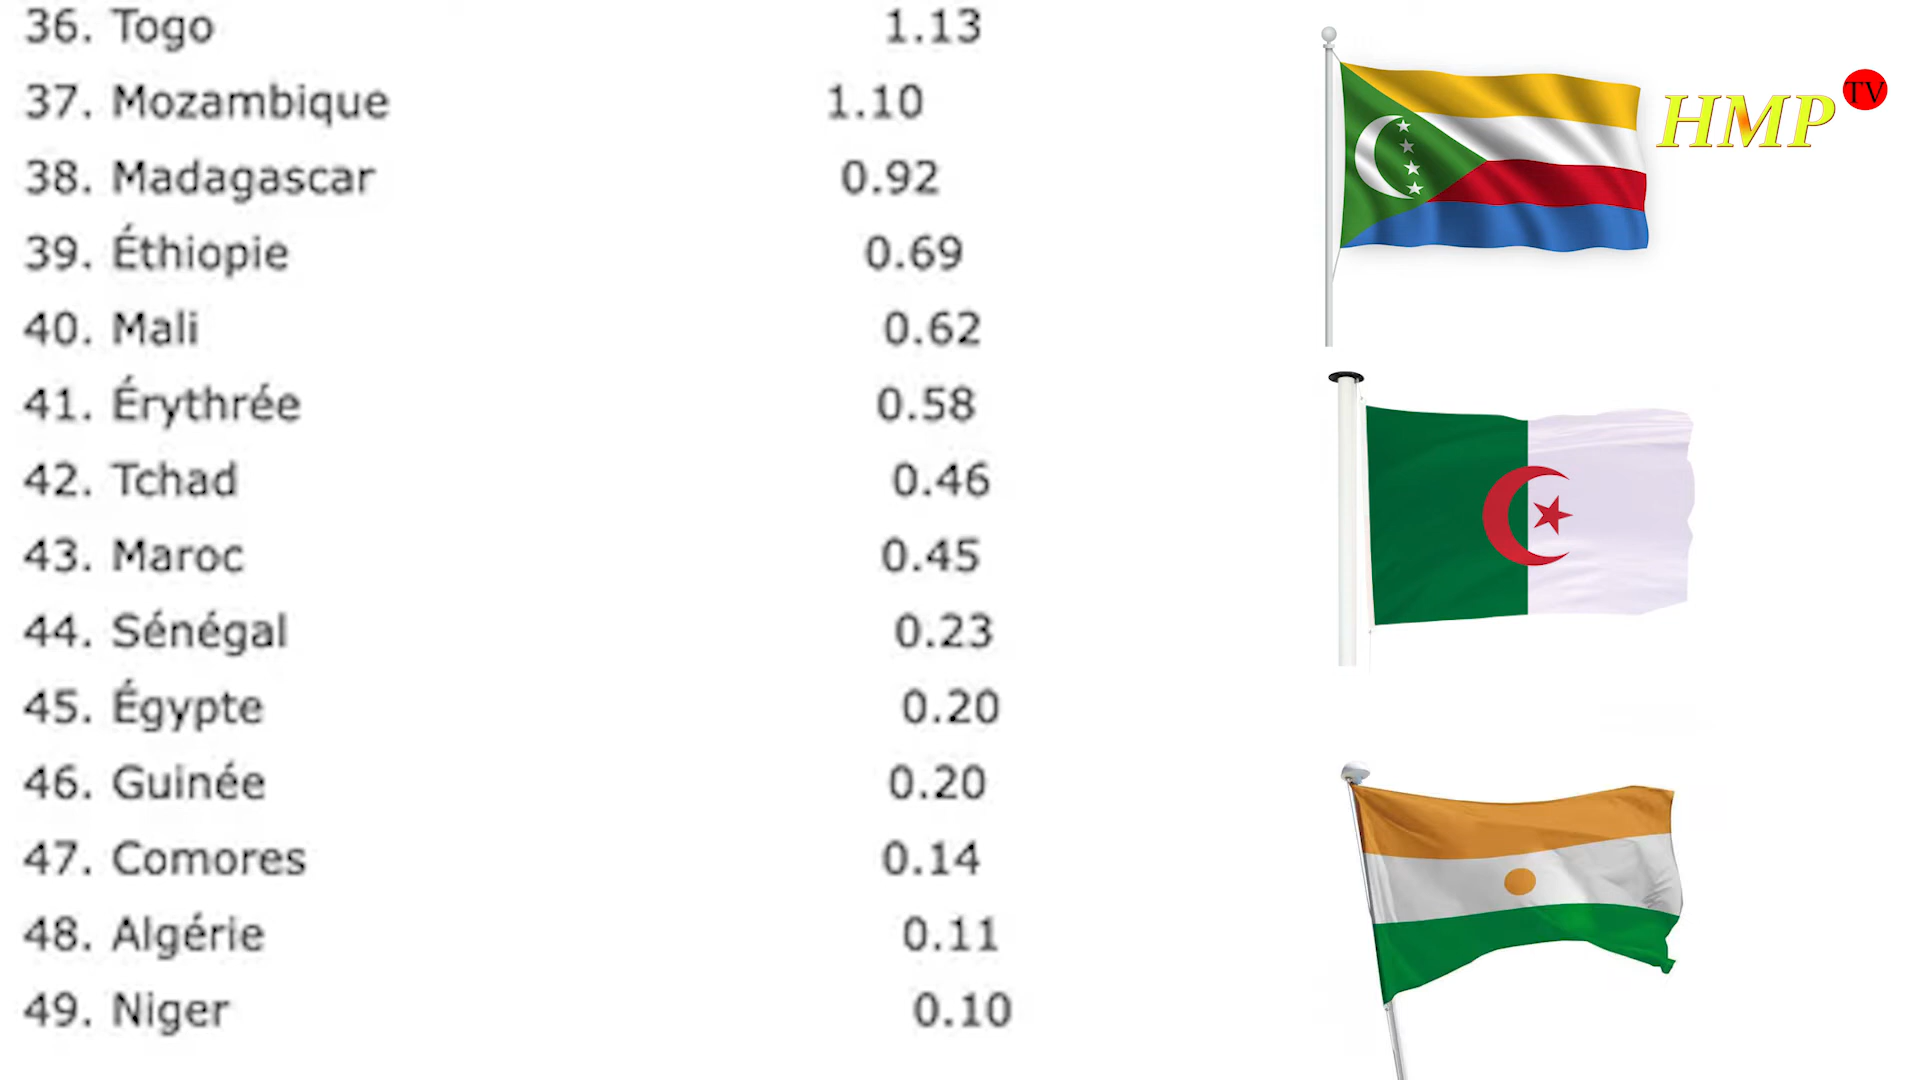 36. Togo 1.13
37. Mozambique 1.10
38. Madagascar 0.92
39. Éthiopie 0.69
40. Mali 0.62
41. Érythrée 0.58
42. Tchad 0.46
43. Maroc 0.45
44. Sénégal 0.23
45. Égypte 0.20
46. Guinée 0.20
47. Comores 0.14
48. Algérie 0.11
49. Niger 0.10
HMP TV